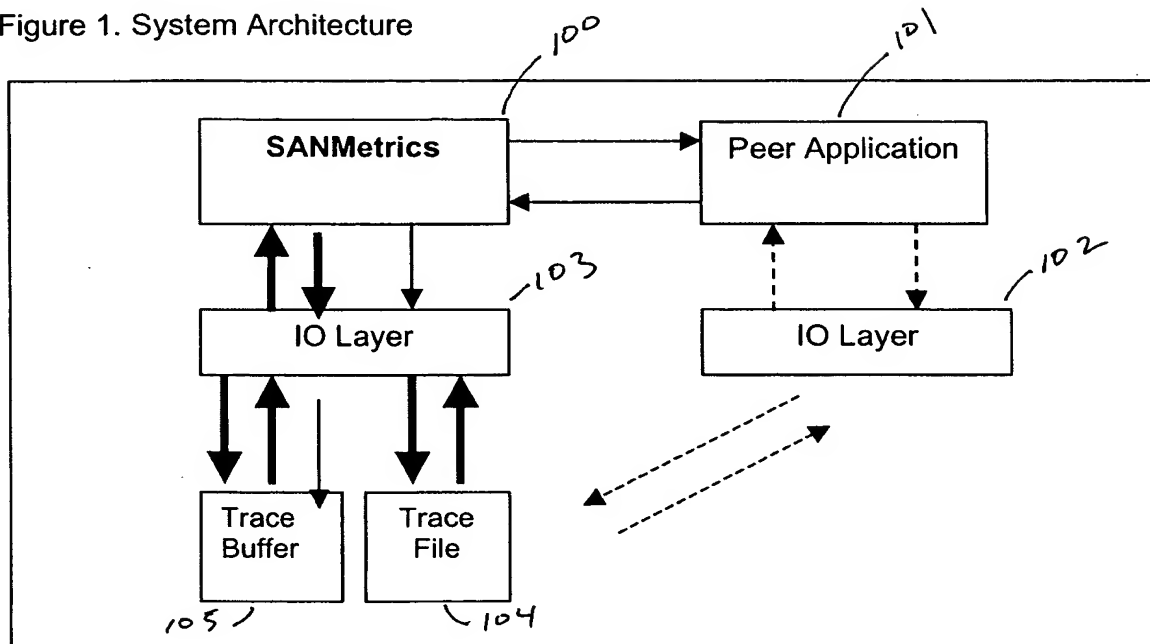 Figure 1. System Architecture
100
101
SANMetrics
Peer Application
103
102
IO Layer
IO Layer
Trace
Buffer
Trace
File
105
104